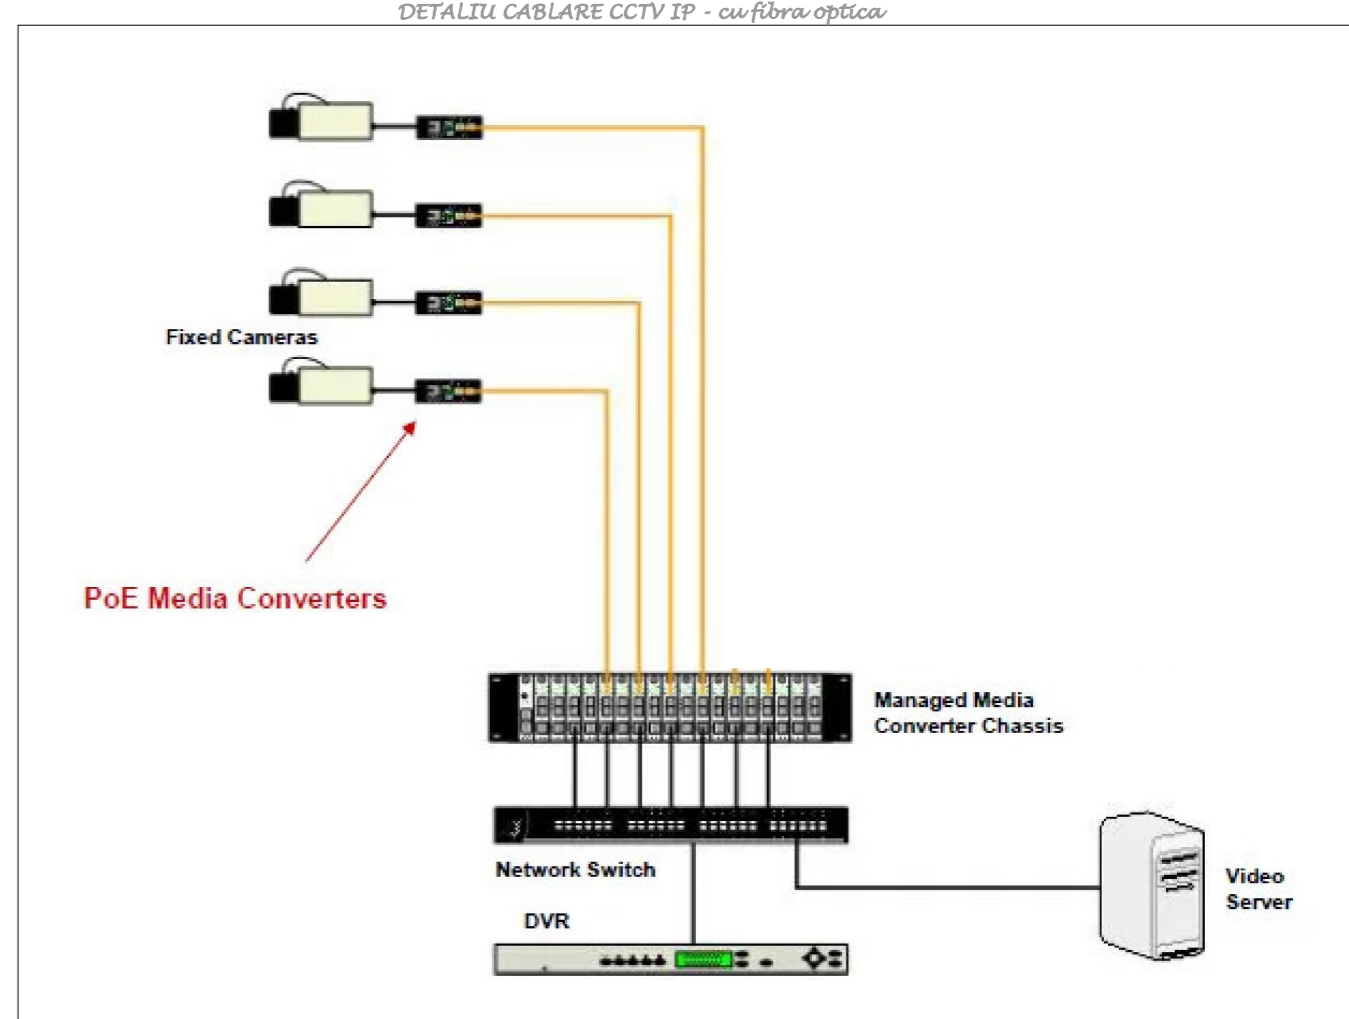 DETALIU CABLARE CCTV IP - cu fibra optica
Fixed Cameras
PoE Media Converters
Managed Media
Converter Chassis
Network Switch
DVR
Video
Server